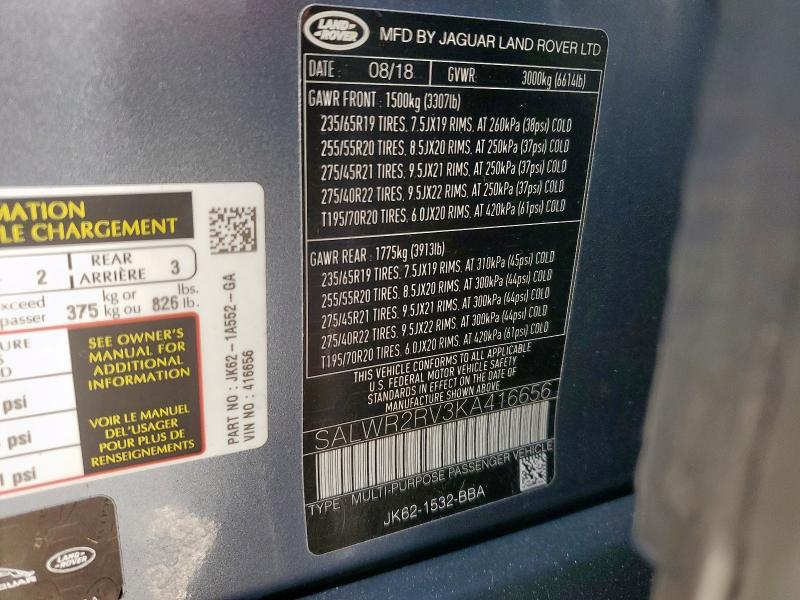 LAND ROVER
MFD BY JAGUAR LAND ROVER LTD
DATE: 08/18 GVWR: 3000kg (6614lb)
GAWR FRONT : 1500kg (3307lb)
235/65R19 TIRES, 7.5JX19 RIMS, AT 260kPa (38psi) COLD
255/55R20 TIRES, 8.5JX20 RIMS, AT 250kPa (37psi) COLD
275/45R21 TIRES, 9.5JX21 RIMS, AT 250kPa (37psi) COLD
275/40R22 TIRES, 9.5JX22 RIMS, AT 250kPa (37psi) COLD
T195/70R20 TIRES, 6.0JX20 RIMS, AT 420kPa (61psi) COLD
GAWR REAR: 1775kg (3913lb)
235/65R19 TIRES, 7.5JX19 RIMS, AT 310kPa (45psi) COLD
255/55R20 TIRES, 8.5JX20 RIMS, AT 300kPa (44psi) COLD
275/45R21 TIRES, 9.5JX21 RIMS, AT 300kPa (44psi) COLD
275/40R22 TIRES, 9.5JX22 RIMS, AT 300kPa (44psi) COLD
T195/70R20 TIRES, 6.0JX20 RIMS, AT 420kPa (61psi) COLD
THIS VEHICLE CONFORMS TO ALL APPLICABLE
U.S. FEDERAL MOTOR VEHICLE SAFETY
STANDARDS IN EFFECT ON THE DATE OF
MANUFACTURE SHOWN ABOVE.
SALWR2RV3KA416656
TYPE: MULTI-PURPOSE PASSENGER VEHICLE
JK62-1532-BBA
MATION
LE CHARGEMENT
2 REAR
ARRIÈRE 3
xceed
passer 375 kg or
kg ou 826 lbs.
lb.
SEE OWNER'S
MANUAL FOR
ADDITIONAL
INFORMATION
VOIR LE MANUEL
DEL'USAGER
POUR PLUS DE
RENSEIGNEMENTS
psi
psi
psi
PART NO : JK62-1A552-GA
VIN NO : 416656
GUAR
LAND ROVER